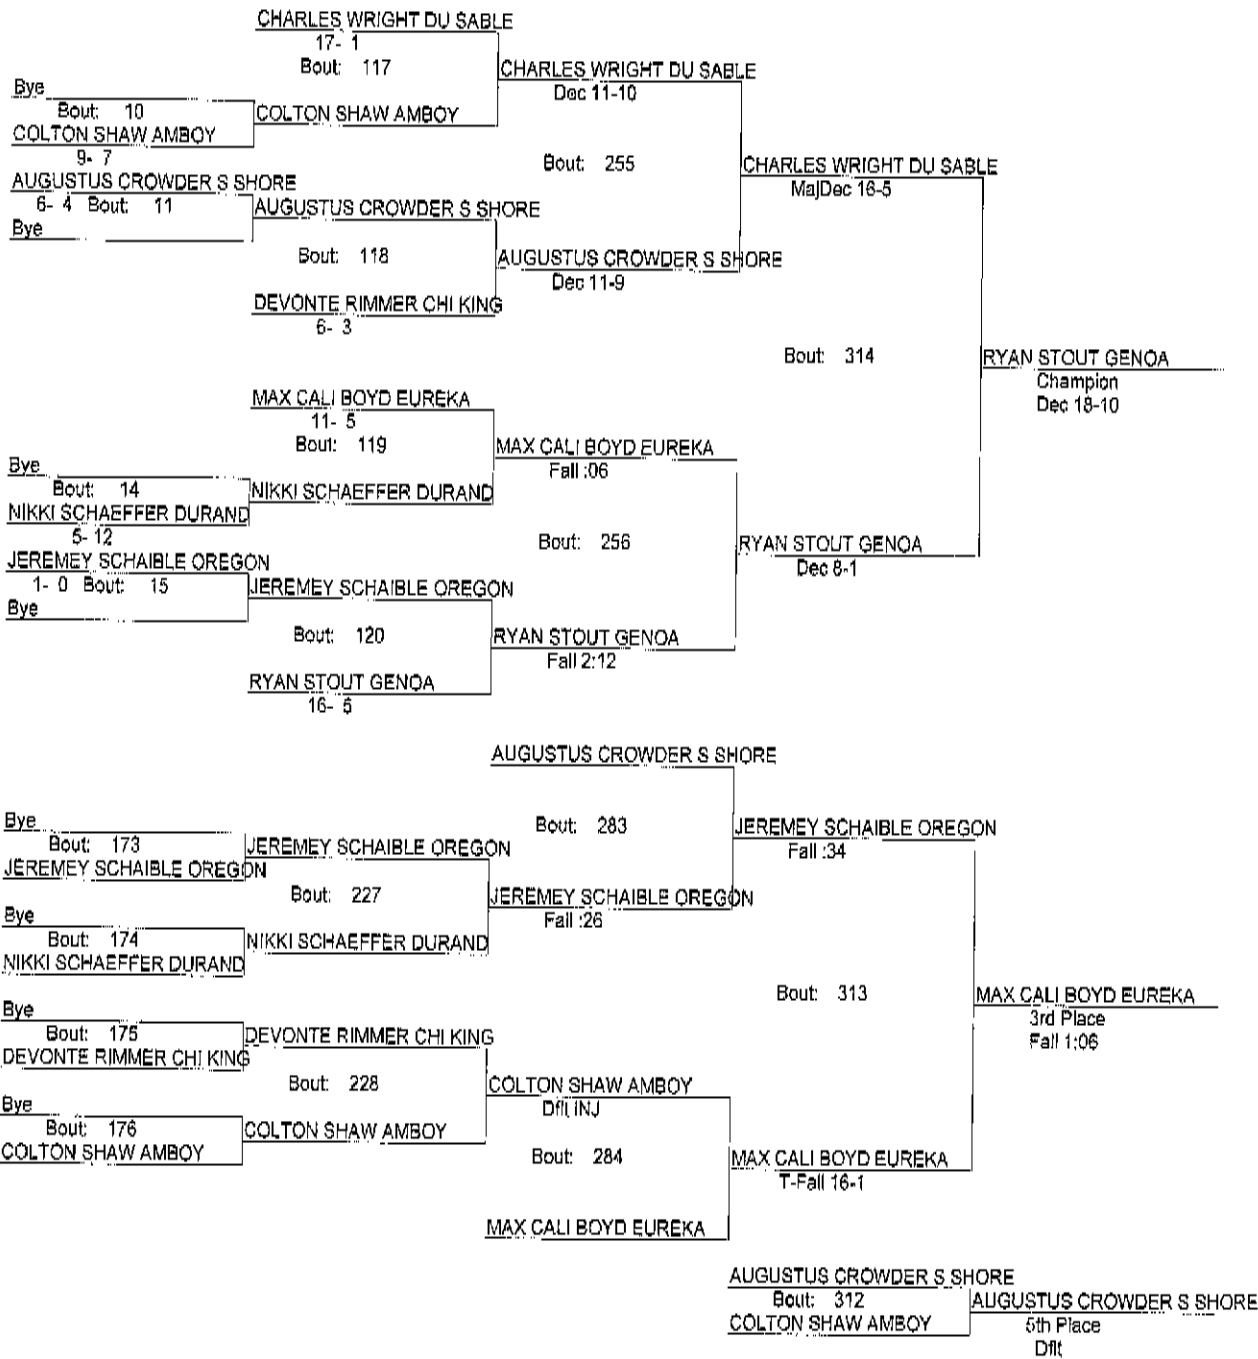 CHARLES WRIGHT DU SABLE
17- 1
Bout: 117
CHARLES WRIGHT DU SABLE
Dec 11-10
Bye
Bout: 10
COLTON SHAW AMBOY
COLTON SHAW AMBOY
9- 7
Bout: 255
CHARLES WRIGHT DU SABLE
MajDec 16-5
AUGUSTUS CROWDER S SHORE
6- 4 Bout: 11
AUGUSTUS CROWDER S SHORE
Bye
Bout: 118
AUGUSTUS CROWDER S SHORE
Dec 11-9
DEVONTE RIMMER CHI KING
6- 3
Bout: 314
RYAN STOUT GENOA
Champion
Dec 18-10
MAX CALI BOYD EUREKA
11- 5
Bout: 119
MAX CALI BOYD EUREKA
Fall :06
Bye
Bout: 14
NIKKI SCHAEFFER DURAND
NIKKI SCHAEFFER DURAND
5- 12
Bout: 256
RYAN STOUT GENOA
Dec 8-1
JEREMEY SCHAIBLE OREGON
1- 0 Bout: 15
JEREMEY SCHAIBLE OREGON
Bye
Bout: 120
RYAN STOUT GENOA
Fall 2:12
RYAN STOUT GENOA
16- 5
AUGUSTUS CROWDER S SHORE
Bout: 283
JEREMEY SCHAIBLE OREGON
Fall :34
Bye
Bout: 173
JEREMEY SCHAIBLE OREGON
JEREMEY SCHAIBLE OREGON
Bout: 227
JEREMEY SCHAIBLE OREGON
Fall :26
Bye
Bout: 174
NIKKI SCHAEFFER DURAND
NIKKI SCHAEFFER DURAND
Bout: 313
MAX CALI BOYD EUREKA
3rd Place
Fall 1:06
Bye
Bout: 175
DEVONTE RIMMER CHI KING
DEVONTE RIMMER CHI KING
Bout: 228
COLTON SHAW AMBOY
Dflt INJ
Bye
Bout: 176
COLTON SHAW AMBOY
COLTON SHAW AMBOY
Bout: 284
MAX CALI BOYD EUREKA
T-Fall 16-1
MAX CALI BOYD EUREKA
AUGUSTUS CROWDER S SHORE
Bout: 312
AUGUSTUS CROWDER S SHORE
COLTON SHAW AMBOY
5th Place
Dflt